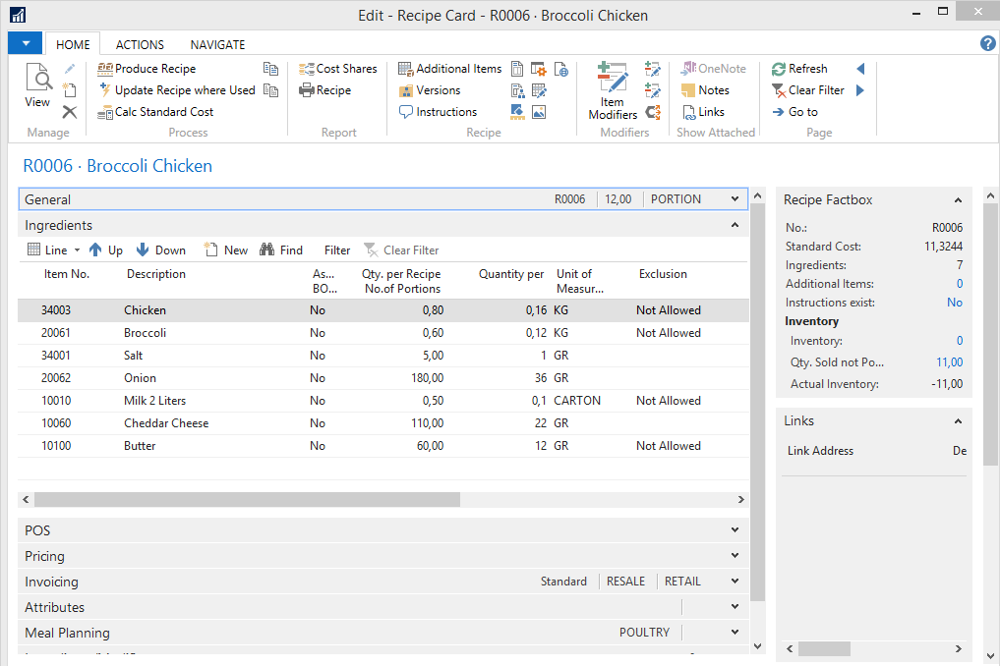 Edit - Recipe Card - R0006 · Broccoli Chicken
HOME ACTIONS NAVIGATE
View
Manage
Produce Recipe
Update Recipe where Used
Calc Standard Cost
Process
Cost Shares
Recipe
Report
Additional Items
Versions
Instructions
Recipe
Item
Modifiers
Modifiers
OneNote
Notes
Links
Show Attached
Refresh
Clear Filter
Go to
Page
R0006 · Broccoli Chicken
General R0006 12,00 PORTION
Ingredients
Line Up Down New Find Filter Clear Filter
Item No. Description As... Qty. per Recipe Quantity per Unit of Exclusion
BO... No.of Portions Measur...
34003 Chicken No 0,80 0,16 KG Not Allowed
20061 Broccoli No 0,60 0,12 KG Not Allowed
34001 Salt No 5,00 1 GR
20062 Onion No 180,00 36 GR
10010 Milk 2 Liters No 0,50 0,1 CARTON Not Allowed
10060 Cheddar Cheese No 110,00 22 GR
10100 Butter No 60,00 12 GR Not Allowed
POS
Pricing
Invoicing Standard RESALE RETAIL
Attributes
Meal Planning POULTRY
Recipe Factbox
No.: R0006
Standard Cost: 11,3244
Ingredients: 7
Additional Items: 0
Instructions exist: No
Inventory
Inventory: 0
Qty. Sold not Po... 11,00
Actual Inventory: -11,00
Links
Link Address De